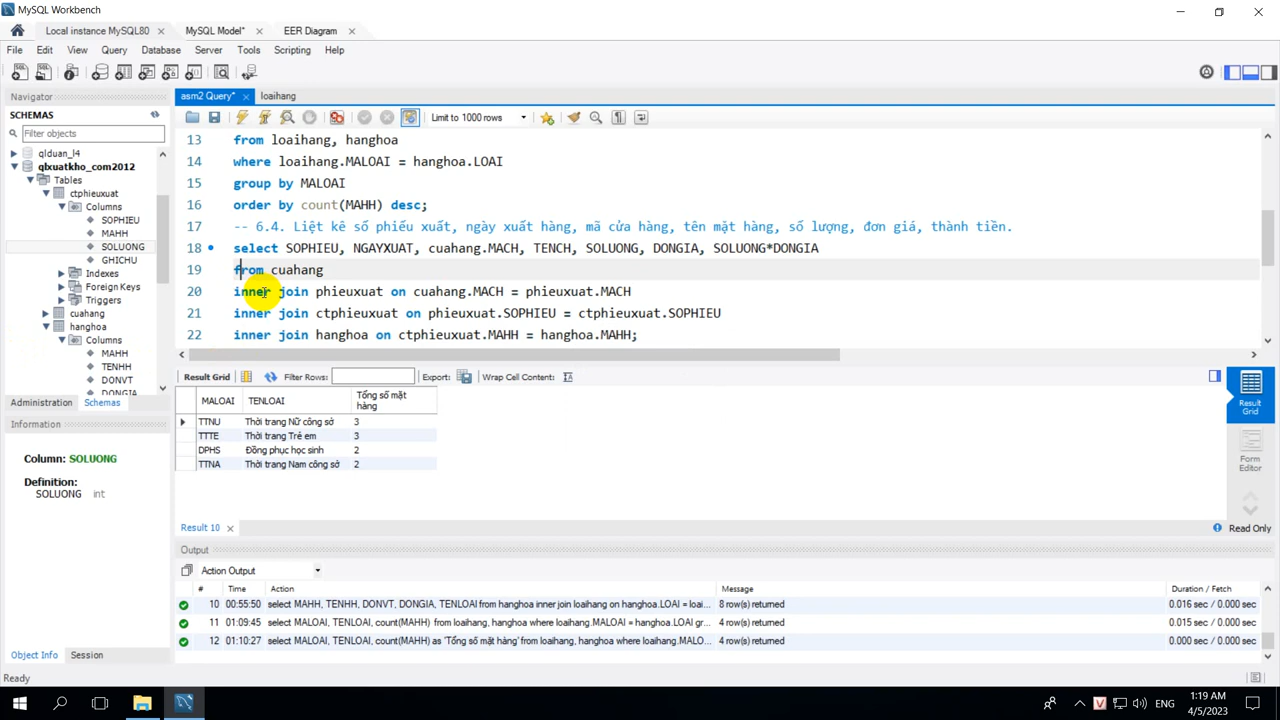 MySQL Workbench
Local instance MySQL80
MySQL Model*
EER Diagram
File Edit View Query Database Server Tools Scripting Help
Navigator
SCHEMAS
Filter objects
qlduan_l4
qlxuatkho_com2012
Tables
ctphieuxuat
Columns
SOPHIEU
MAHH
SOLUONG
GHICHU
Indexes
Foreign Keys
Triggers
cuahang
hanghoa
Columns
MAHH
TENHH
DONVT
DONGIA
Administration Schemas
Information
Column: SOLUONG
Definition:
SOLUONG int
Object Info Session
asm2 Query* loaihang
Limit to 1000 rows
13 from loaihang, hanghoa
14 where loaihang.MALOAI = hanghoa.LOAI
15 group by MALOAI
16 order by count(MAHH) desc;
17 -- 6.4. Liệt kê số phiếu xuất, ngày xuất hàng, mã cửa hàng, tên mặt hàng, số lượng, đơn giá, thành tiền.
18 select SOPHIEU, NGAYXUAT, cuahang.MACH, TENCH, SOLUONG, DONGIA, SOLUONG*DONGIA
19 from cuahang
20 inner join phieuxuat on cuahang.MACH = phieuxuat.MACH
21 inner join ctphieuxuat on phieuxuat.SOPHIEU = ctphieuxuat.SOPHIEU
22 inner join hanghoa on ctphieuxuat.MAHH = hanghoa.MAHH;
Result Grid Filter Rows: Export: Wrap Cell Content:
MALOAI TENLOAI Tổng số mặt hàng
TTNU Thời trang Nữ công sở 3
TTTE Thời trang Trẻ em 3
DPHS Đồng phục học sinh 2
TTNA Thời trang Nam công sở 2
Result Grid
Form Editor
Result 10
Read Only
Output
Action Output
# Time Action Message Duration / Fetch
10 00:55:50 select MAHH, TENHH, DONVT, DONGIA, TENLOAI from hanghoa inner join loaihang on hanghoa.LOAI = loai... 8 row(s) returned 0.016 sec / 0.000 sec
11 01:09:45 select MALOAI, TENLOAI, count(MAHH) from loaihang, hanghoa where loaihang.MALOAI = hanghoa.LOAI gr... 4 row(s) returned 0.015 sec / 0.000 sec
12 01:10:27 select MALOAI, TENLOAI, count(MAHH) as 'Tổng số mặt hàng' from loaihang, hanghoa where loaihang.MALO... 4 row(s) returned 0.000 sec / 0.000 sec
Ready
ENG
1:19 AM
4/5/2023